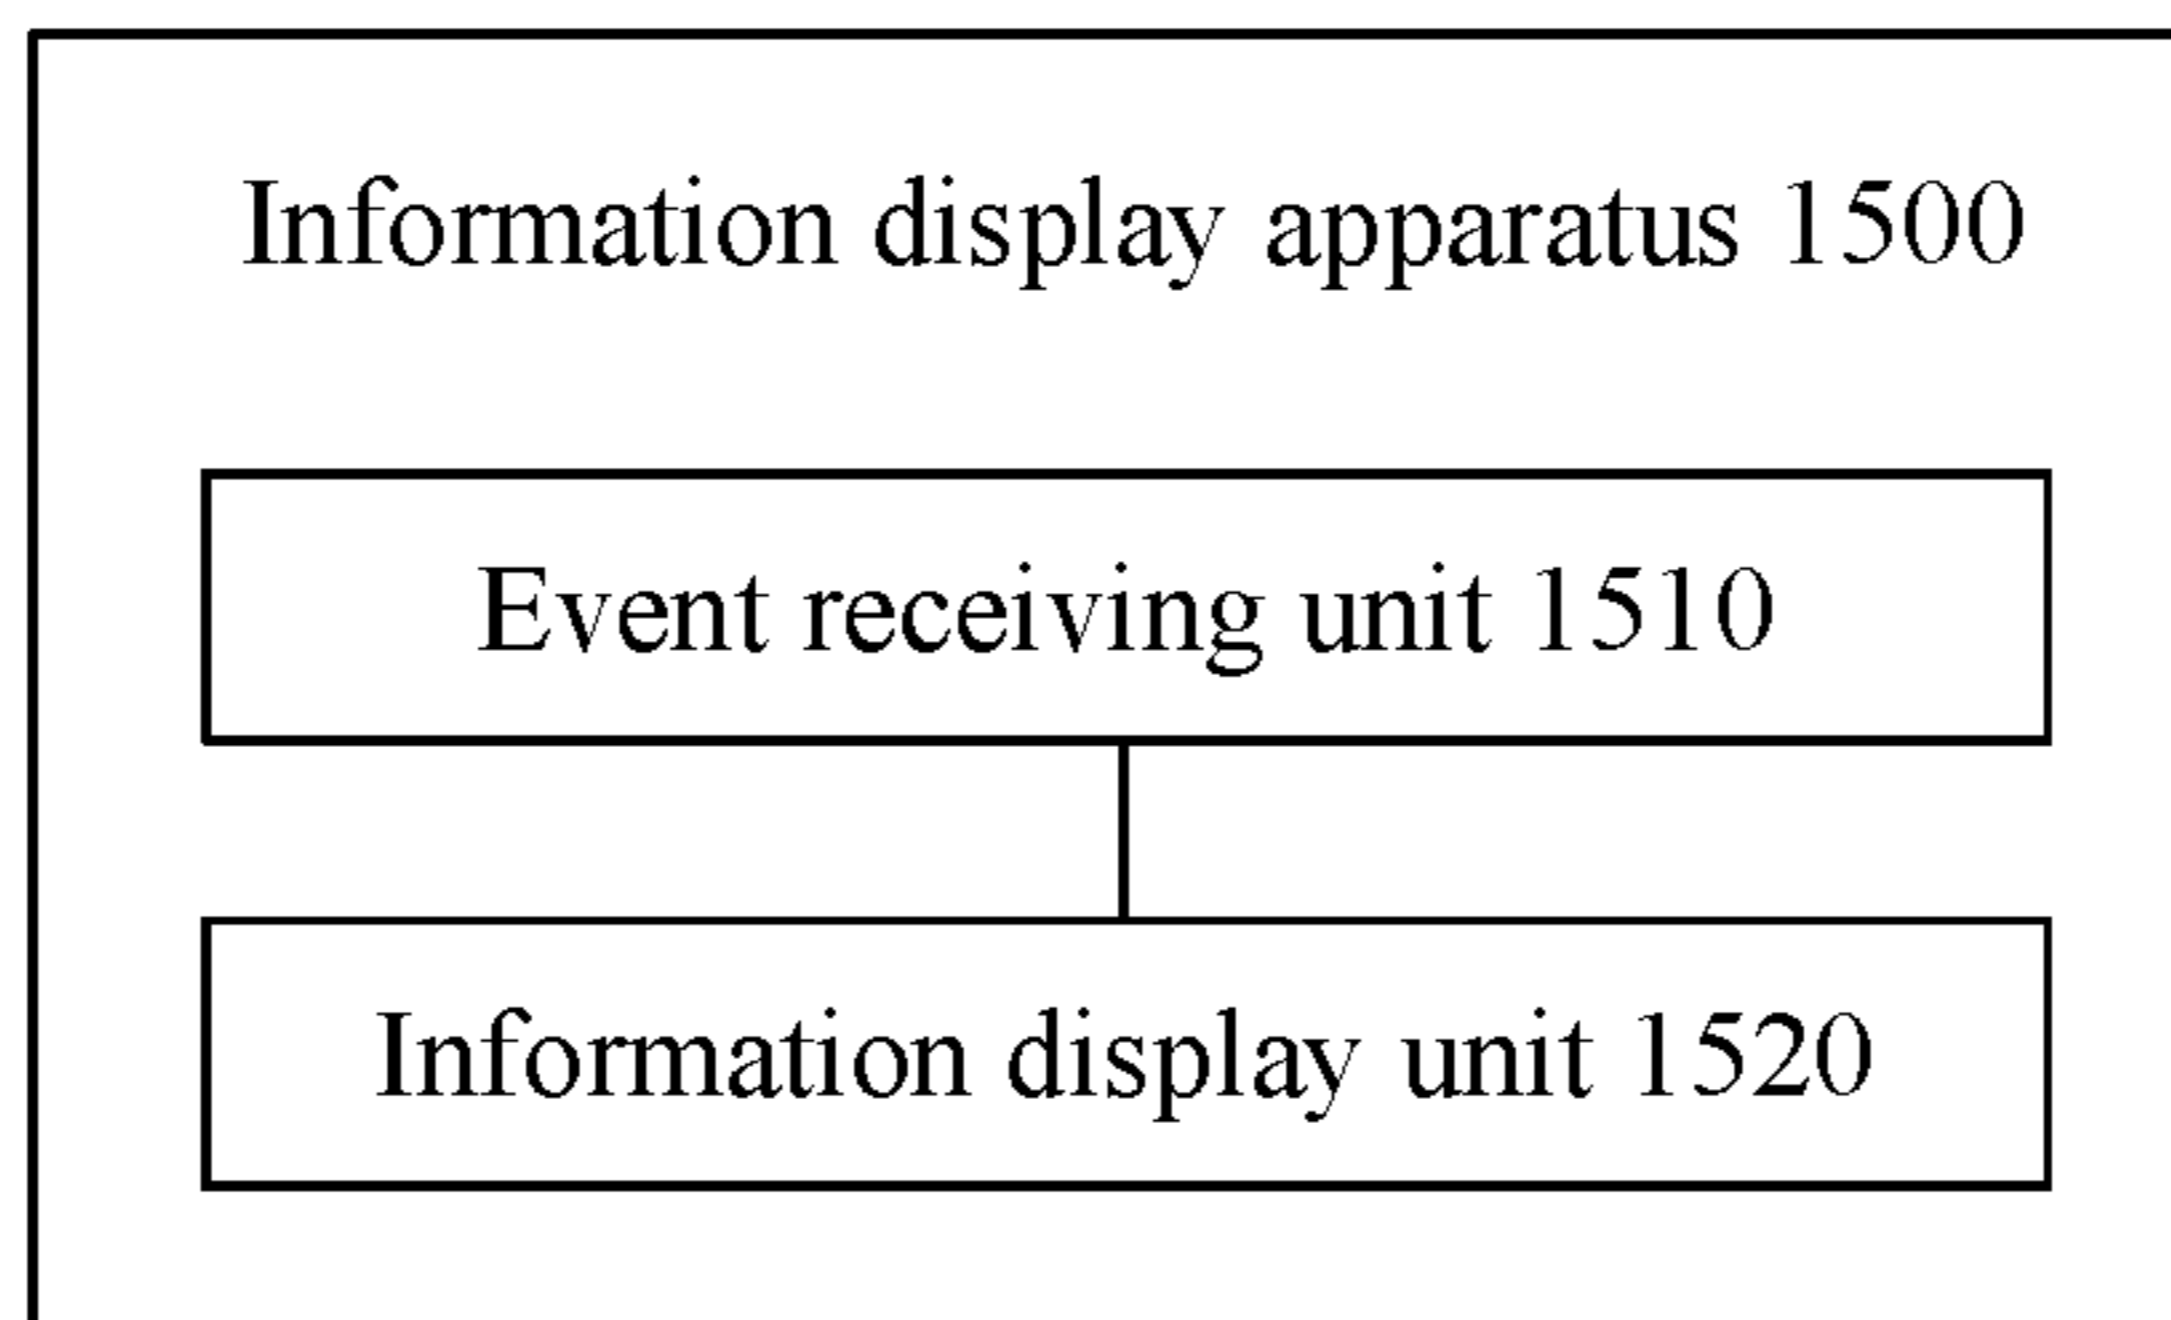 Information display apparatus 1500
Event receiving unit 1510
Information display unit 1520